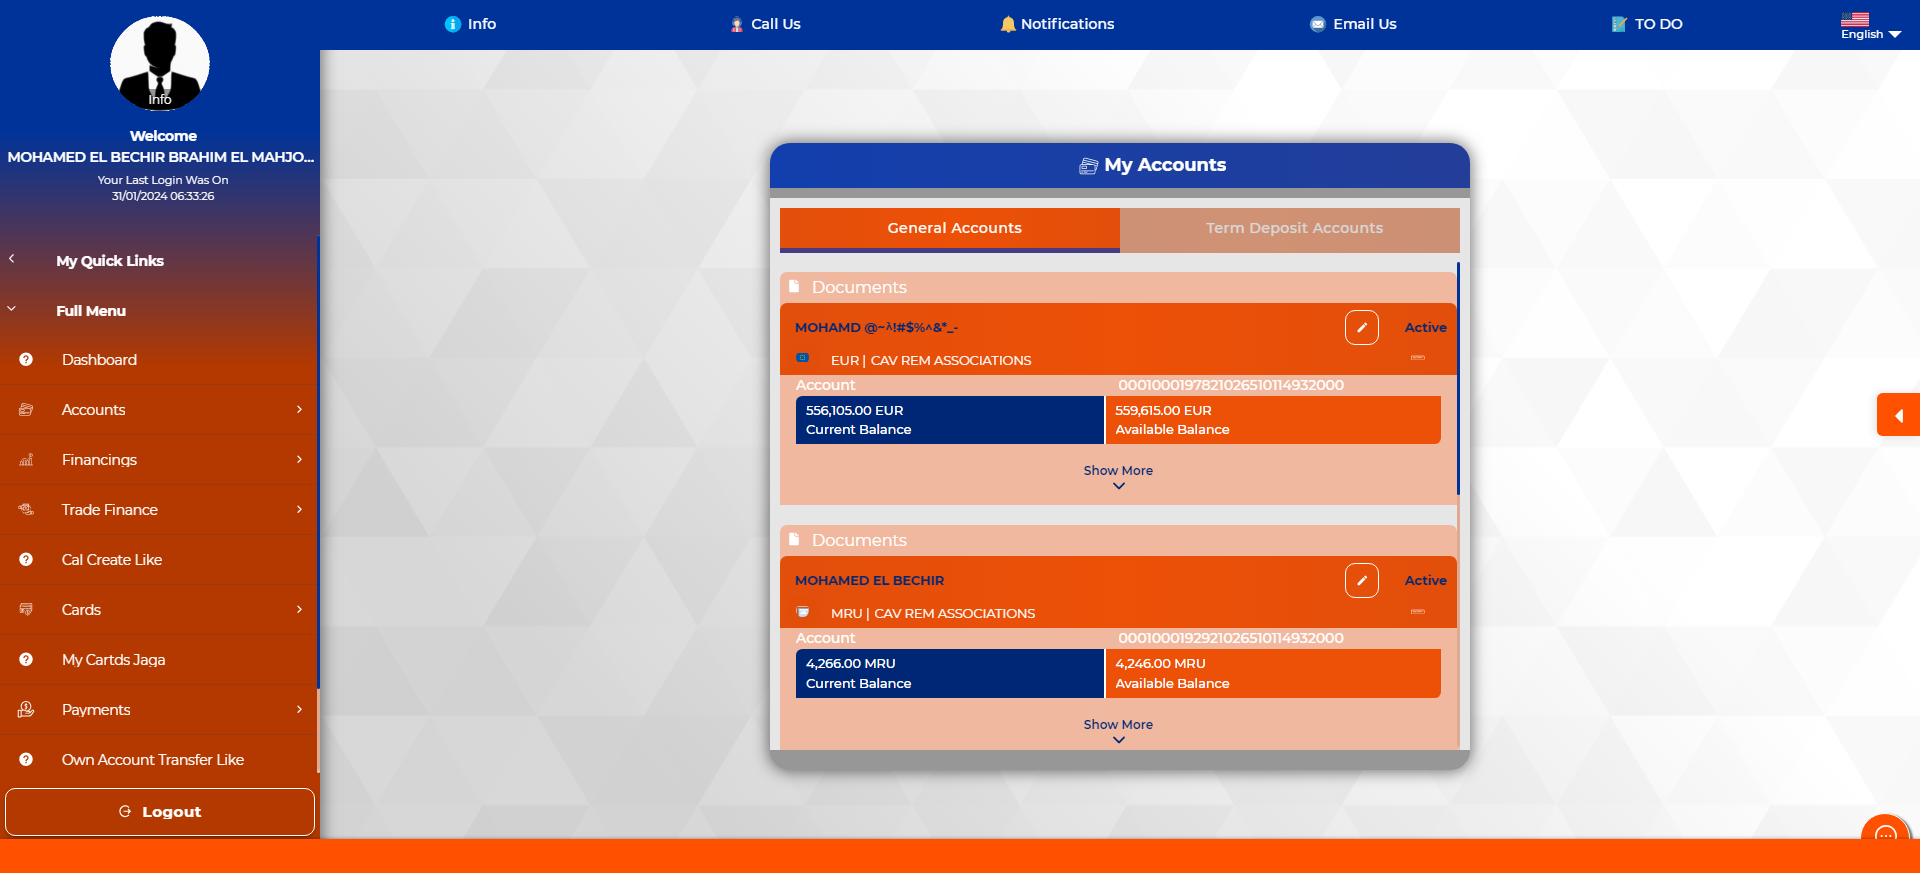 Info
Call Us
Notifications
Email Us
TO DO
English
Info
Welcome
MOHAMED EL BECHIR BRAHIM EL MAHJO...
Your Last Login Was On
31/01/2024 06:33:26
My Quick Links
Full Menu
Dashboard
Accounts
Financings
Trade Finance
Cal Create Like
Cards
My Cartds Jaga
Payments
Own Account Transfer Like
Logout
My Accounts
General Accounts
Term Deposit Accounts
Documents
Active
EUR | CAV REM ASSOCIATIONS
Account
00010001978210265101 14932000
556,105.00 EUR
Current Balance
559,615.00 EUR
Available Balance
Show More
Documents
MOHAMED EL BECHIR
Active
MRU | CAV REM ASSOCIATIONS
Account
0001000192921026510114932000
4,266.00 MRU
Current Balance
4,246.00 MRU
Available Balance
Show More